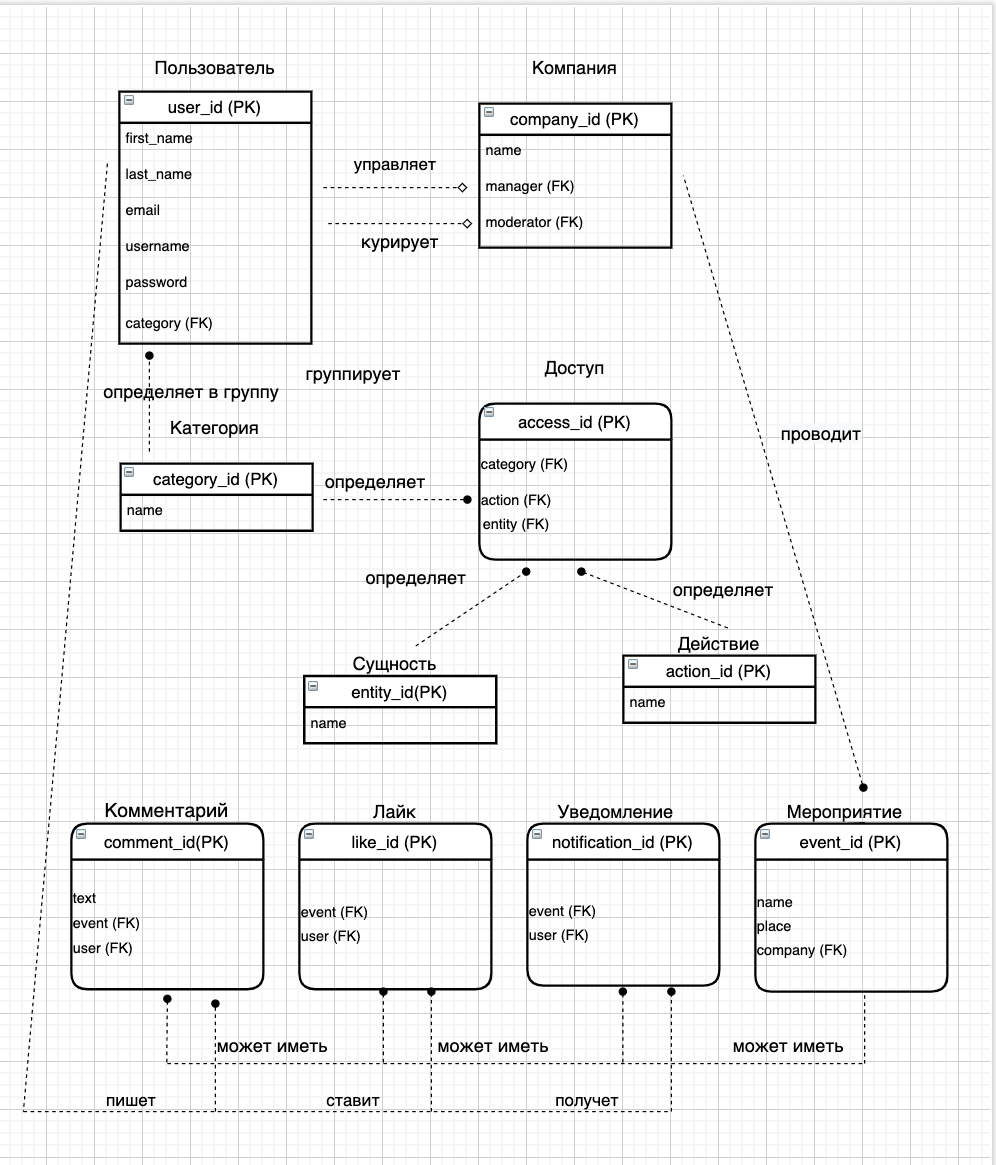 Пользователь
user_id (PK)
first_name
last_name
email
username
password
category (FK)
управляет
курирует
Компания
company_id (PK)
name
manager (FK)
moderator (FK)
определяет в группу
группирует
Категория
category_id (PK)
name
определяет
Доступ
access_id (PK)
category (FK)
action (FK)
entity (FK)
проводит
определяет
определяет
Сущность
entity_id(PK)
name
Действие
action_id (PK)
name
Комментарий
comment_id(PK)
text
event (FK)
user (FK)
Лайк
like_id (PK)
event (FK)
user (FK)
Уведомление
notification_id (PK)
event (FK)
user (FK)
Мероприятие
event_id (PK)
name
place
company (FK)
может иметь
может иметь
может иметь
пишет
ставит
получет